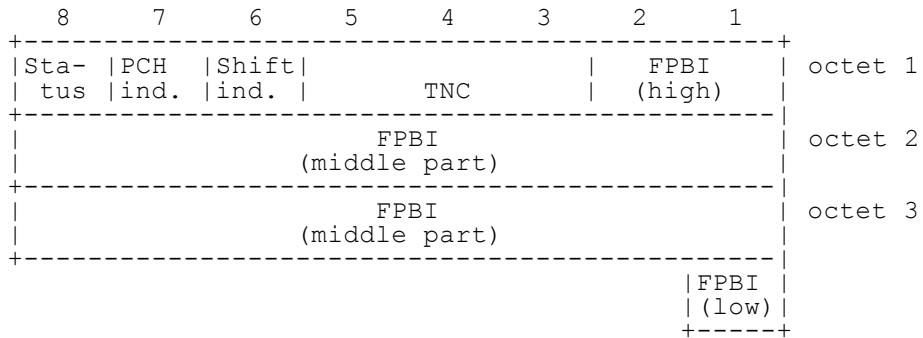 8 7 6 5 4 3 2 1
+-----------------------------------------------+
|Sta- |PCH |Shift| | FPBI | octet 1
| tus |ind. |ind. | TNC | (high) |
+-----------------------------------------------|
| FPBI | octet 2
| (middle part) |
+-----------------------------------------------|
| FPBI | octet 3
| (middle part) |
+-----------------------------------------------|
|FPBI |
|(low)|
+-----+